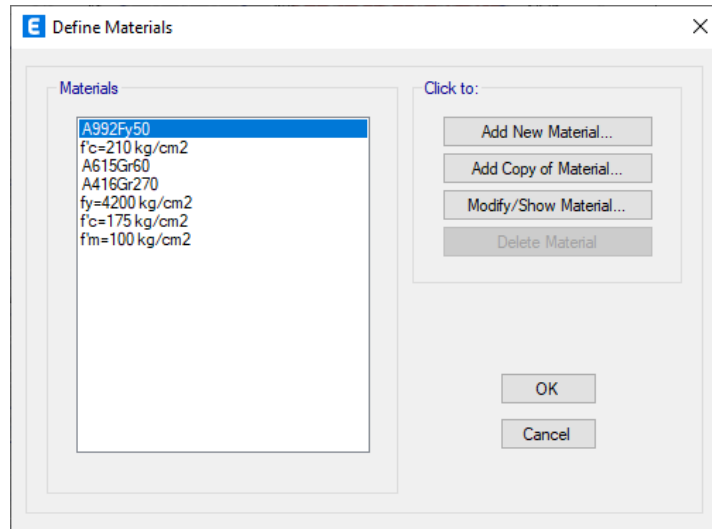 E Define Materials
Materials
A992Fy50
f'c=210 kg/cm2
A615Gr60
A416Gr270
fy=4200 kg/cm2
f'c=175 kg/cm2
f'm=100 kg/cm2
Click to:
Add New Material...
Add Copy of Material...
Modify/Show Material...
Delete Material
OK
Cancel